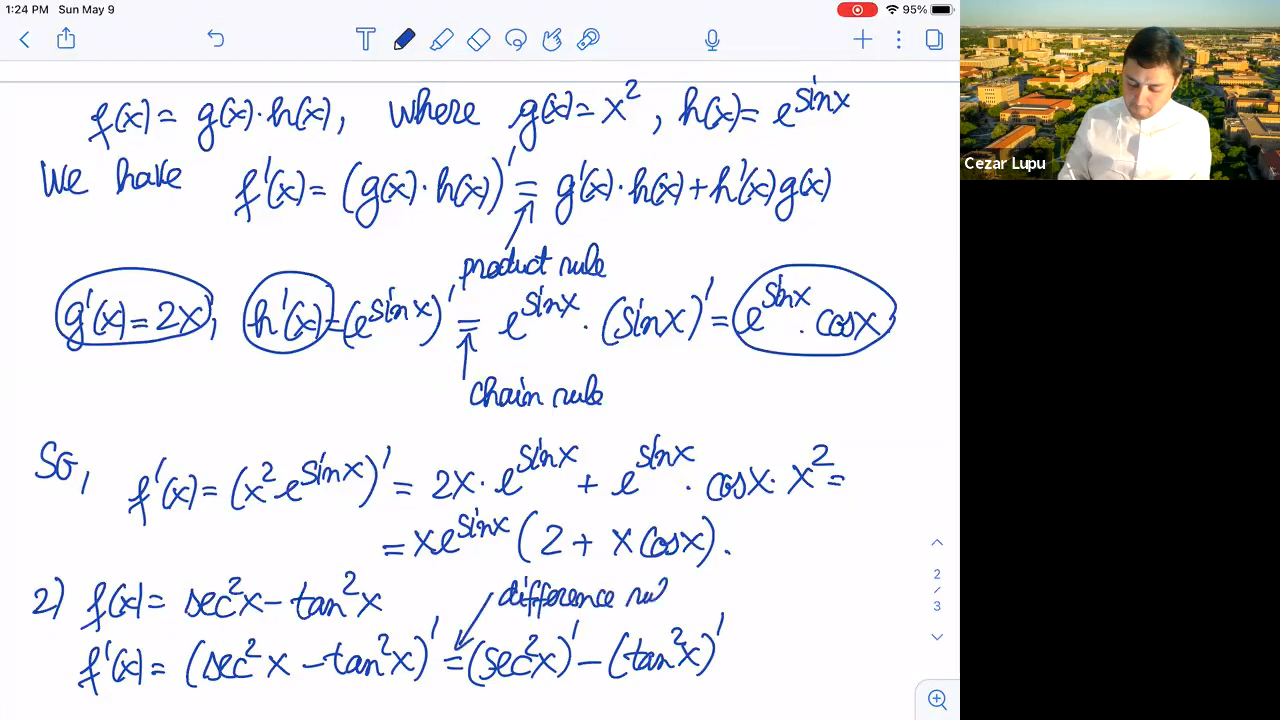 1:24 PM Sun May 9
95%
Cezar Lupu
f(x) = g(x)·h(x), where g(x) = x², h(x) = e^sinx
We have f'(x) = (g(x)·h(x))' = g'(x)·h(x) + h'(x)g(x)
product rule
g'(x) = 2x, h'(x) = (e^sinx)' = e^sinx · (sinx)' = e^sinx · cosx
chain rule
So, f'(x) = (x² e^sinx)' = 2x · e^sinx + e^sinx · cosx · x² =
= xe^sinx (2 + x cosx).
2) f(x) = sec²x - tan²x
difference
f'(x) = (sec²x - tan²x)' = (sec²x)' - (tan²x)'
2
3